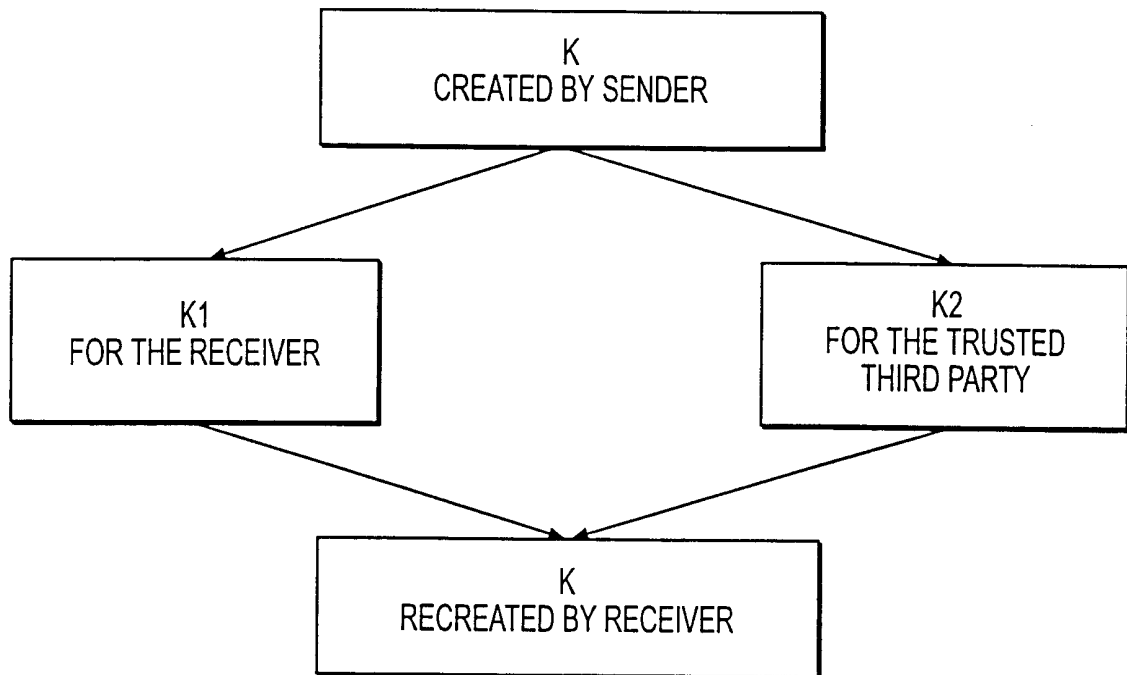 K
CREATED BY SENDER
K1
FOR THE RECEIVER
K2
FOR THE TRUSTED
THIRD PARTY
K
RECREATED BY RECEIVER